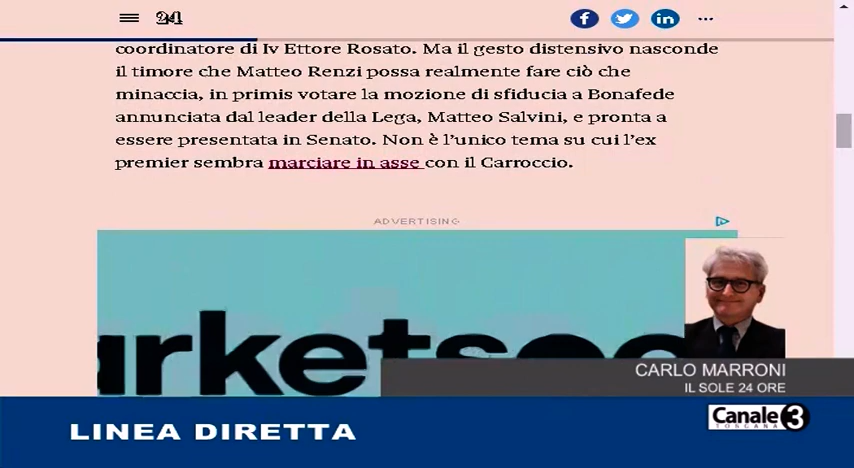 24
coordinatore di Iv Ettore Rosato. Ma il gesto distensivo nasconde
il timore che Matteo Renzi possa realmente fare ciò che
minaccia, in primis votare la mozione di sfiducia a Bonafede
annunciata dal leader della Lega, Matteo Salvini, e pronta a
essere presentata in Senato. Non è l'unico tema su cui l'ex
premier sembra marciare in asse con il Carroccio.
ADVERTISING
CARLO MARRONI
IL SOLE 24 ORE
LINEA DIRETTA
Canale 3
TOSCANA